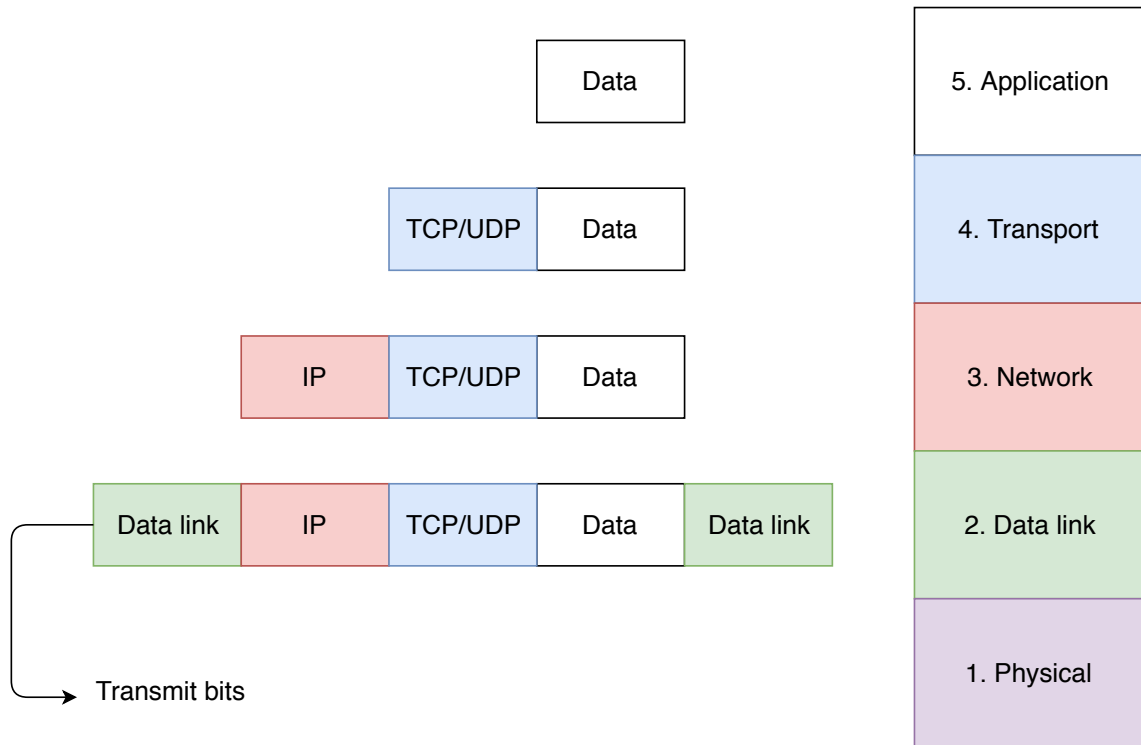 Data
5. Application
TCP/UDP
Data
4. Transport
IP
TCP/UDP
Data
3. Network
Data link
IP
TCP/UDP
Data
Data link
2. Data link
Transmit bits
1. Physical